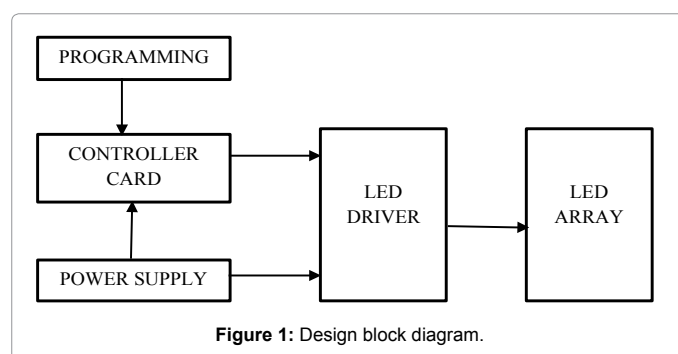 PROGRAMMING
CONTROLLER
CARD
POWER SUPPLY
LED
DRIVER
LED
ARRAY
Figure 1: Design block diagram.